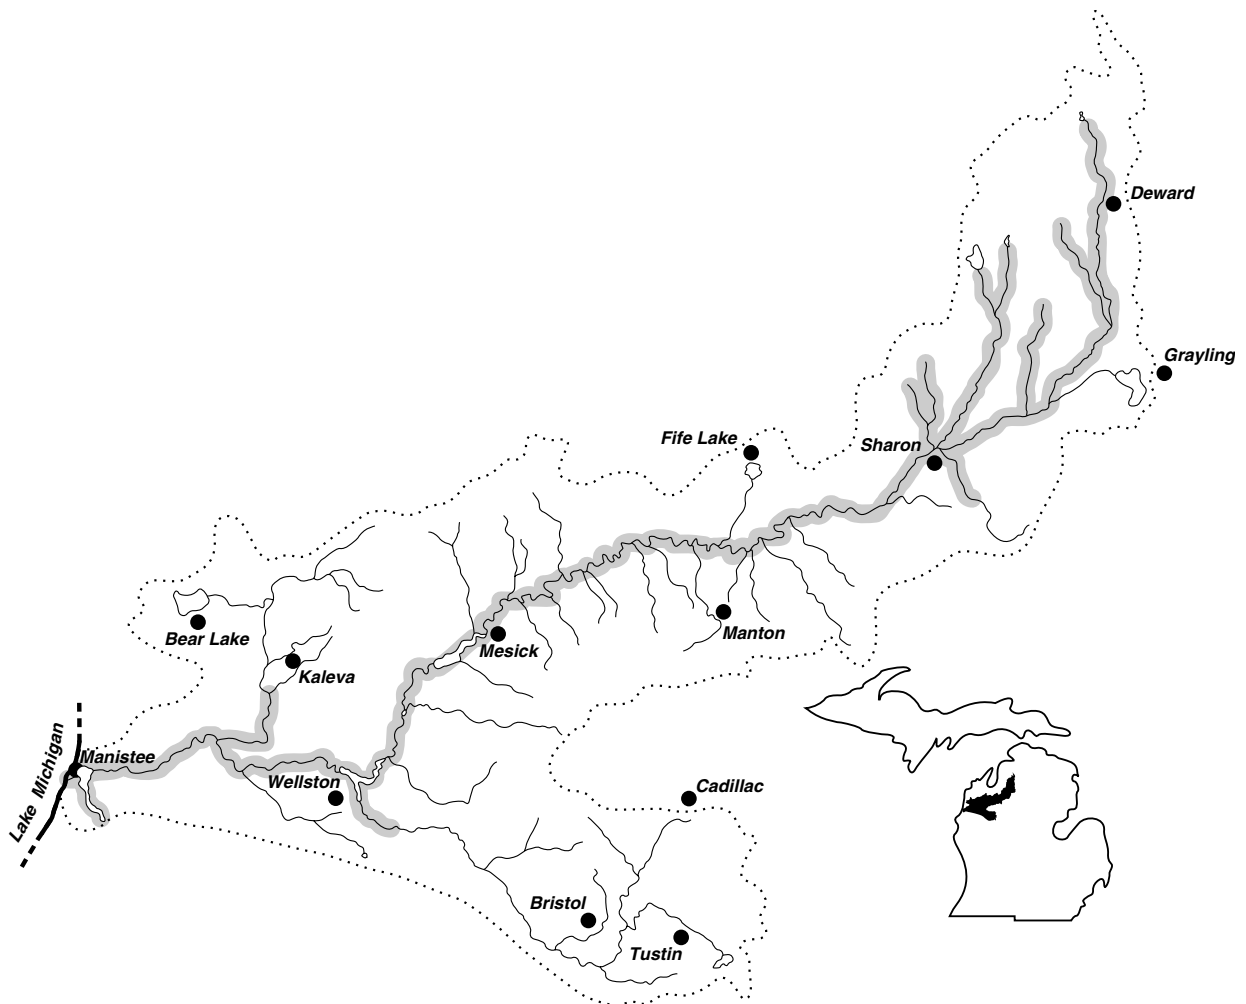 Deward
Grayling
Fife Lake
Sharon
Bear Lake
Manton
Mesick
Kaleva
Lake Michigan
Manistee
Wellston
Cadillac
Bristol
Tustin